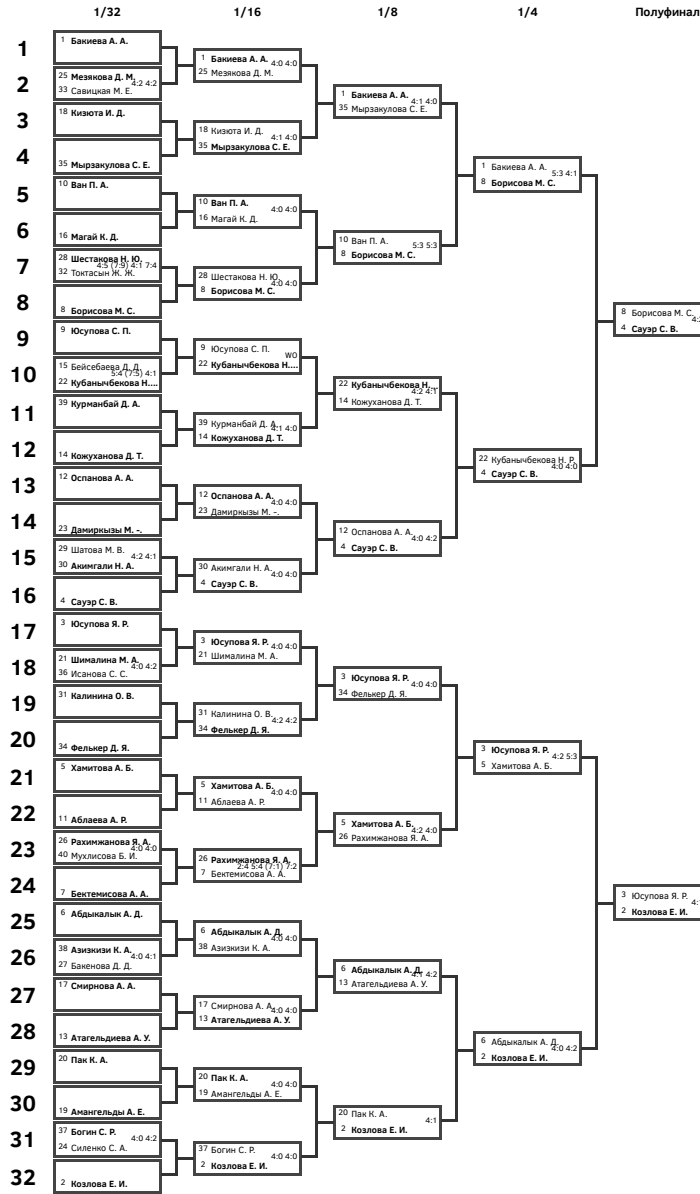 1/32
1/16
1/8
1/4
Полуфинал
1
1 Бакиева А. А.
2
25 Мезякова Д. М.
4:2 4:2
33 Савицкая М. Е.
3
18 Кизюта И. Д.
4
35 Мырзакулова С. Е.
5
10 Ван П. А.
6
16 Магай К. Д.
7
28 Шестакова Н. Ю.
4:5 (7:9) 4:1 7:4
32 Токтасын Ж. Ж.
8
8 Борисова М. С.
9
9 Юсупова С. П.
10
15 Бейсебаева Д. Д.
5:4 (7:5) 4:1
22 Кубанычбекова Н....
11
39 Курманбай Д. А.
12
14 Кожуханова Д. Т.
13
12 Оспанова А. А.
14
23 Дамиркызы М. -.
15
29 Шатова М. В.
4:2 4:1
30 Акимгали Н. А.
16
4 Сауэр С. В.
17
3 Юсупова Я. Р.
18
21 Шималина М. А.
4:0 4:2
36 Исанова С. С.
19
31 Калинина О. В.
20
34 Фелькер Д. Я.
21
5 Хамитова А. Б.
22
11 Аблаева А. Р.
23
26 Рахимжанова Я. А.
4:0 4:0
40 Мухлисова Б. И.
24
7 Бектемисова А. А.
25
6 Абдыкалык А. Д.
26
38 Азизкизи К. А.
4:0 4:1
27 Бакенова Д. Д.
27
17 Смирнова А. А.
28
13 Атагельдиева А. У.
29
20 Пак К. А.
30
19 Амангельды А. Е.
31
37 Богин С. Р.
4:0 4:2
24 Силенко С. А.
32
2 Козлова Е. И.
1 Бакиева А. А.
4:0 4:0
25 Мезякова Д. М.
18 Кизюта И. Д.
4:1 4:0
35 Мырзакулова С. Е.
10 Ван П. А.
4:0 4:0
16 Магай К. Д.
28 Шестакова Н. Ю.
4:0 4:0
8 Борисова М. С.
9 Юсупова С. П.
WO
22 Кубанычбекова Н....
39 Курманбай Д. А.
4:1 4:0
14 Кожуханова Д. Т.
12 Оспанова А. А.
4:0 4:0
23 Дамиркызы М. -.
30 Акимгали Н. А.
4:0 4:0
4 Сауэр С. В.
3 Юсупова Я. Р.
4:0 4:0
21 Шималина М. А.
31 Калинина О. В.
4:2 4:2
34 Фелькер Д. Я.
5 Хамитова А. Б.
4:0 4:0
11 Аблаева А. Р.
26 Рахимжанова Я. А.
2:4 5:4 (7:1) 7:2
7 Бектемисова А. А.
6 Абдыкалык А. Д.
4:0 4:0
38 Азизкизи К. А.
17 Смирнова А. А.
4:0 4:0
13 Атагельдиева А. У.
20 Пак К. А.
4:0 4:0
19 Амангельды А. Е.
37 Богин С. Р.
4:0 4:0
2 Козлова Е. И.
1 Бакиева А. А.
4:1 4:0
35 Мырзакулова С. Е.
10 Ван П. А.
5:3 5:3
8 Борисова М. С.
22 Кубанычбекова Н....
4:2 4:1
14 Кожуханова Д. Т.
12 Оспанова А. А.
4:0 4:2
4 Сауэр С. В.
3 Юсупова Я. Р.
4:0 4:0
34 Фелькер Д. Я.
5 Хамитова А. Б.
4:2 4:0
26 Рахимжанова Я. А.
6 Абдыкалык А. Д.
4:1 4:2
13 Атагельдиева А. У.
20 Пак К. А.
4:1
2 Козлова Е. И.
1 Бакиева А. А.
5:3 4:1
8 Борисова М. С.
22 Кубанычбекова Н. Р.
4:0 4:0
4 Сауэр С. В.
3 Юсупова Я. Р.
4:2 5:3
5 Хамитова А. Б.
6 Абдыкалык А. Д.
4:0 4:2
2 Козлова Е. И.
8 Борисова М. С.
4 Сауэр С. В.
3 Юсупова Я. Р.
2 Козлова Е. И.